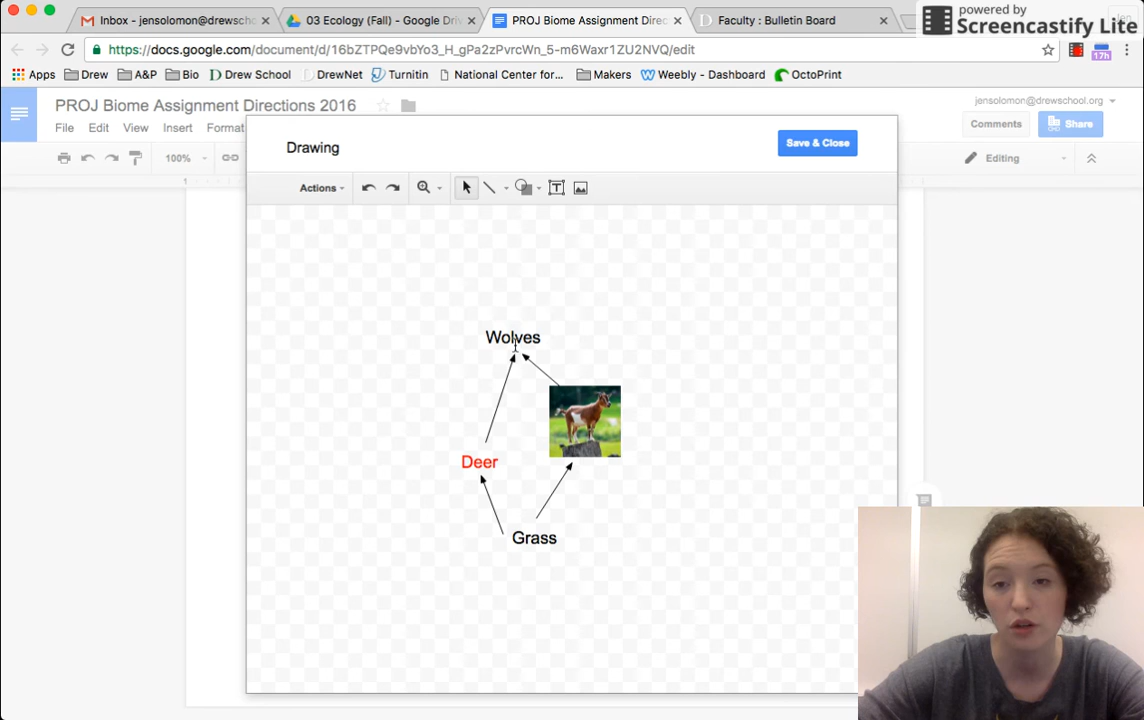 Inbox - jensolomon@drewscho
03 Ecology (Fall) - Google Driv
PROJ Biome Assignment Direc
Faculty : Bulletin Board
powered by
Screencastify Lite
https://docs.google.com/document/d/16bZTPQe9vbYo3_H_gPa2zPvrcWn_5-m6Waxr1ZU2NVQ/edit
17h
Apps
Drew
A&P
Bio
Drew School
DrewNet
Turnitin
National Center for...
Makers
Weebly - Dashboard
OctoPrint
PROJ Biome Assignment Directions 2016
jensolomon@drewschool.org
File Edit View Insert Format
Comments
Share
100%
Editing
Drawing
Save & Close
Actions
Wolves
Deer
Grass